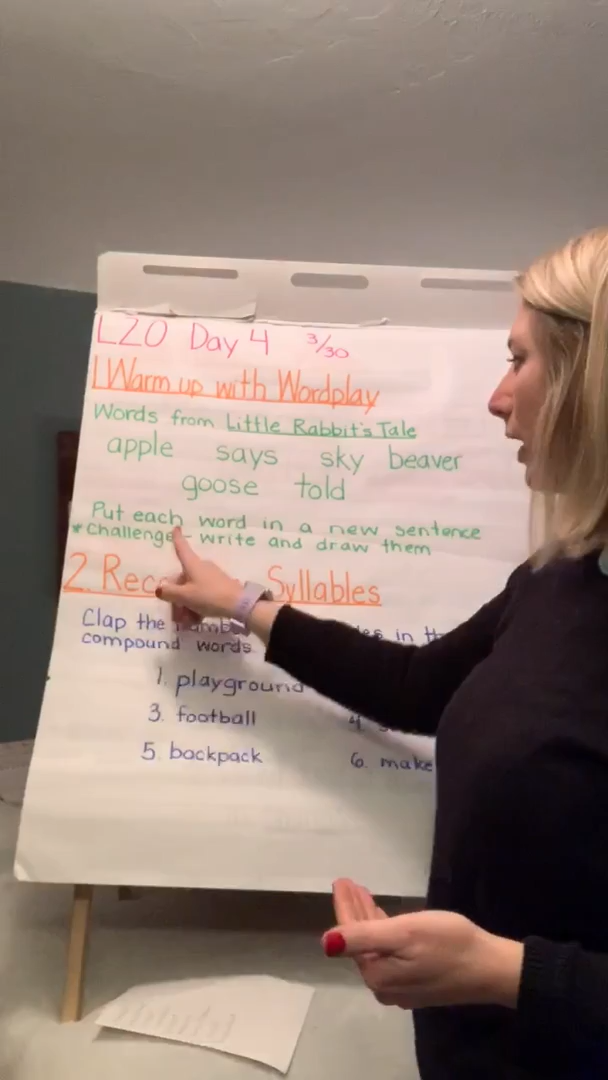 L20 Day 4 3/30
1 Warm up with Wordplay
Words from Little Rabbit's Tale
apple says sky beaver
goose told
Put each word in a new sentence
*Challenge - write and draw them
2. Syllables
Clap the in
compound words
1. playground
3. football 4.
5. backpack 6. make